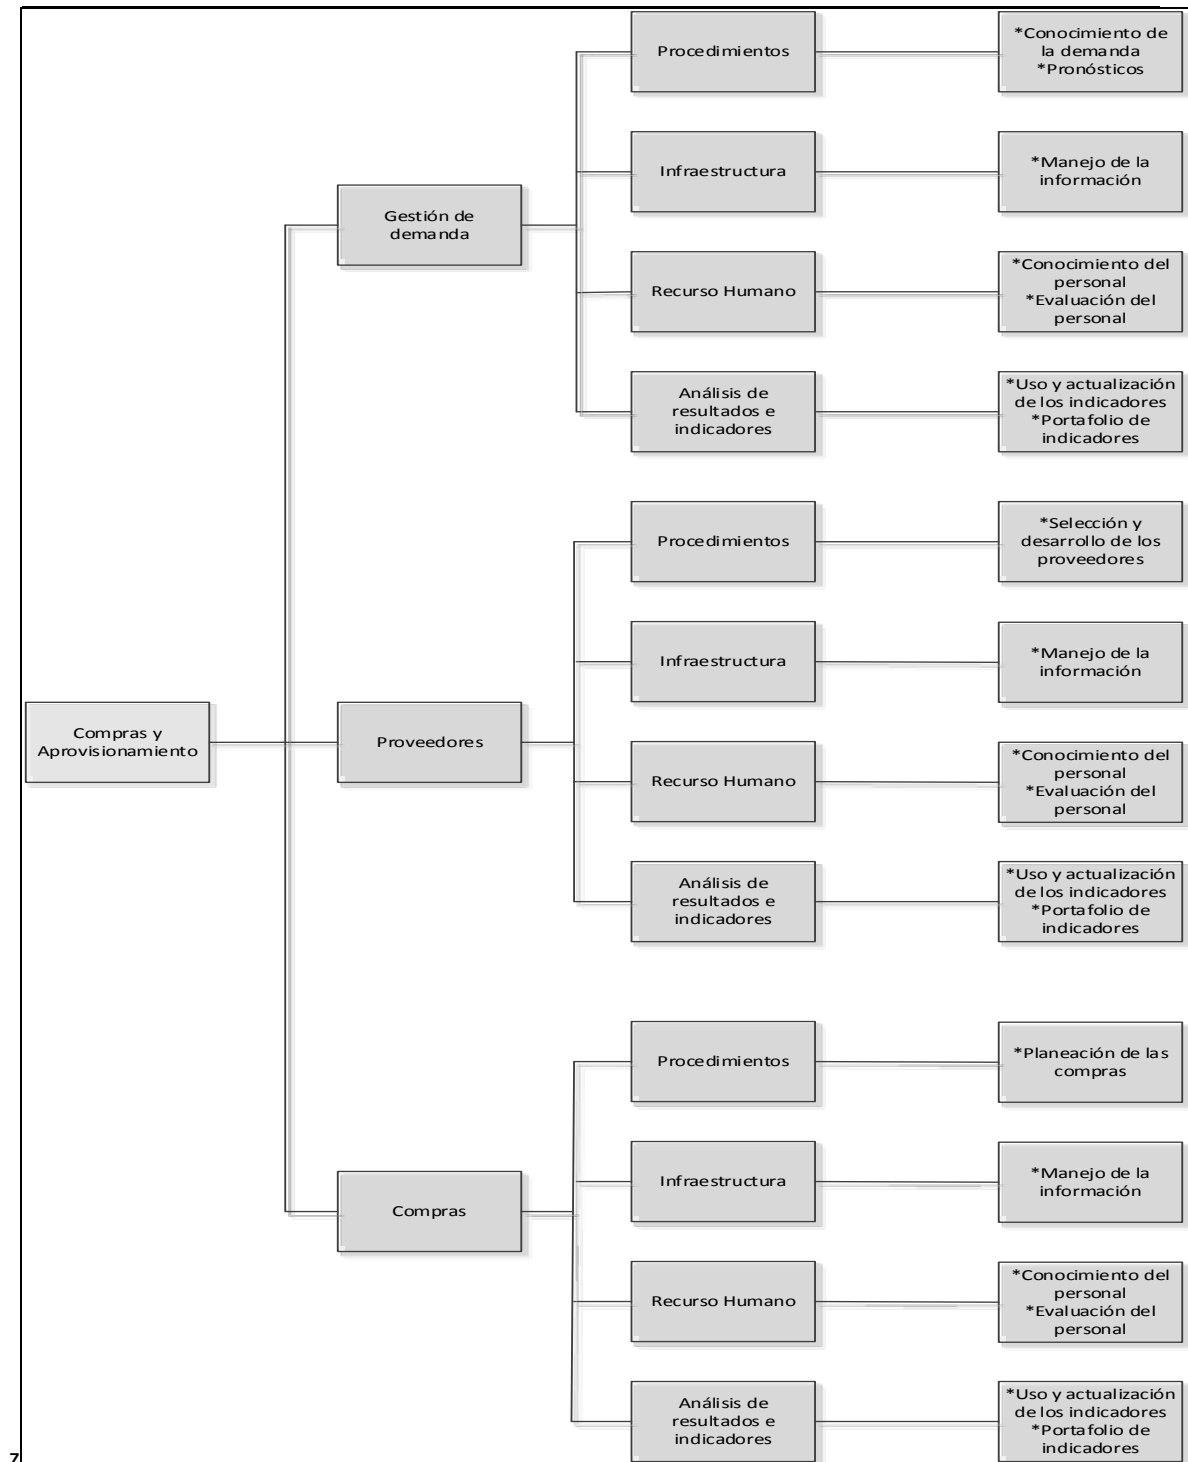 Procedimientos
*Conocimiento de
la demanda
*Pronósticos
Infraestructura
*Manejo de la
información
Gestión de
demanda
Recurso Humano
*Conocimiento del
personal
*Evaluación del
personal
Análisis de
resultados e
indicadores
*Uso y actualización
de los indicadores
*Portafolio de
indicadores
Procedimientos
*Selección y
desarrollo de los
proveedores
Infraestructura
*Manejo de la
información
Compras y
Aprovisionamiento
Proveedores
Recurso Humano
*Conocimiento del
personal
*Evaluación del
personal
Análisis de
resultados e
indicadores
*Uso y actualización
de los indicadores
*Portafolio de
indicadores
Procedimientos
*Planeación de las
compras
Infraestructura
*Manejo de la
información
Compras
Recurso Humano
*Conocimiento del
personal
*Evaluación del
personal
Análisis de
resultados e
indicadores
*Uso y actualización
de los indicadores
*Portafolio de
indicadores
7